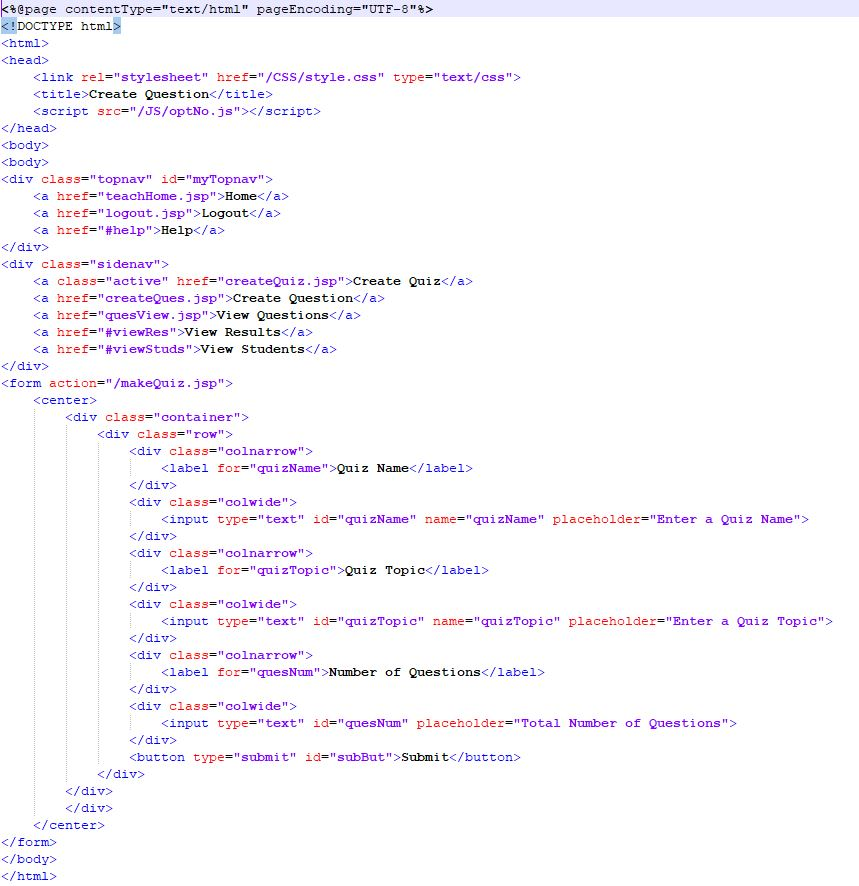 <%@page contentType="text/html" pageEncoding="UTF-8"%>
<!DOCTYPE html>
<html>
<head>
    <link rel="stylesheet" href="/CSS/style.css" type="text/css">
    <title>Create Question</title>
    <script src="/JS/optNo.js"></script>
</head>
<body>
<body>
<div class="topnav" id="myTopnav">
    <a href="teachHome.jsp">Home</a>
    <a href="logout.jsp">Logout</a>
    <a href="#help">Help</a>
</div>
<div class="sidenav">
    <a class="active" href="createQuiz.jsp">Create Quiz</a>
    <a href="createQues.jsp">Create Question</a>
    <a href="quesView.jsp">View Questions</a>
    <a href="#viewRes">View Results</a>
    <a href="#viewStuds">View Students</a>
</div>
<form action="/makeQuiz.jsp">
    <center>
        <div class="container">
            <div class="row">
                <div class="colnarrow">
                    <label for="quizName">Quiz Name</label>
                </div>
                <div class="colwide">
                    <input type="text" id="quizName" name="quizName" placeholder="Enter a Quiz Name">
                </div>
                <div class="colnarrow">
                    <label for="quizTopic">Quiz Topic</label>
                </div>
                <div class="colwide">
                    <input type="text" id="quizTopic" name="quizTopic" placeholder="Enter a Quiz Topic">
                </div>
                <div class="colnarrow">
                    <label for="quesNum">Number of Questions</label>
                </div>
                <div class="colwide">
                    <input type="text" id="quesNum" placeholder="Total Number of Questions">
                </div>
                <button type="submit" id="subBut">Submit</button>
            </div>
        </div>
        </div>
    </center>
</form>
</body>
</html>